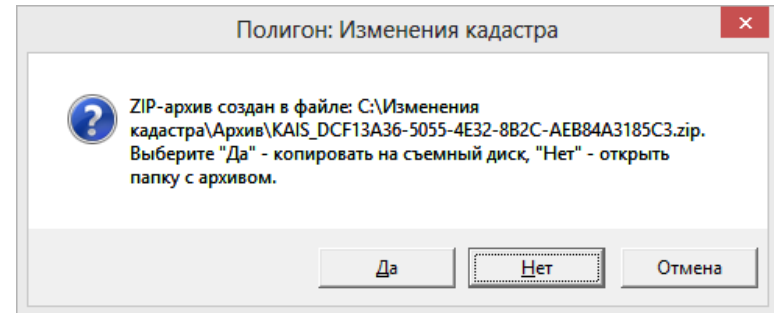 Полигон: Изменения кадастра
ZIP-архив создан в файле: C:\Изменения
кадастра\Архив\KAIS_DCF13A36-5055-4E32-8B2C-AEB84A3185C3.zip.
Выберите "Да" - копировать на съемный диск, "Нет" - открыть
папку с архивом.
Да Нет Отмена